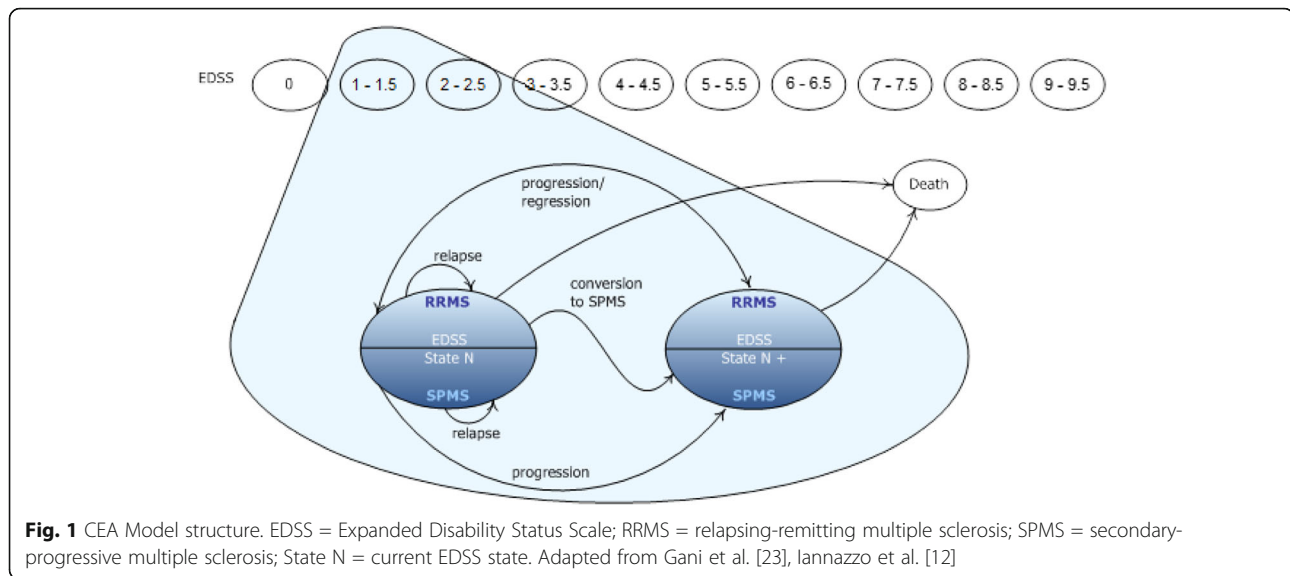 EDSS 0 1 - 1.5 2 - 2.5 3 - 3.5 4 - 4.5 5 - 5.5 6 - 6.5 7 - 7.5 8 - 8.5 9 - 9.5
progression/
regression
Death
relapse
conversion
to SPMS
RRMS
EDSS
State N
SPMS
RRMS
EDSS
State N +
SPMS
relapse
progression
Fig. 1 CEA Model structure. EDSS = Expanded Disability Status Scale; RRMS = relapsing-remitting multiple sclerosis; SPMS = secondary-
progressive multiple sclerosis; State N = current EDSS state. Adapted from Gani et al. [23], Iannazzo et al. [12]